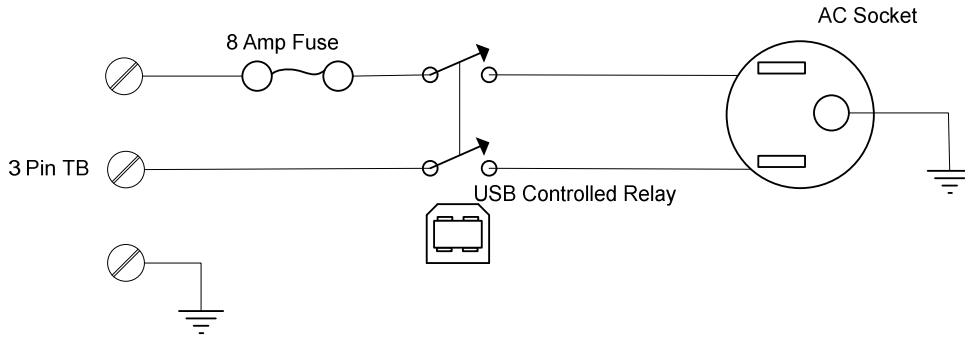 AC Socket
8 Amp Fuse
3 Pin TB
USB Controlled Relay